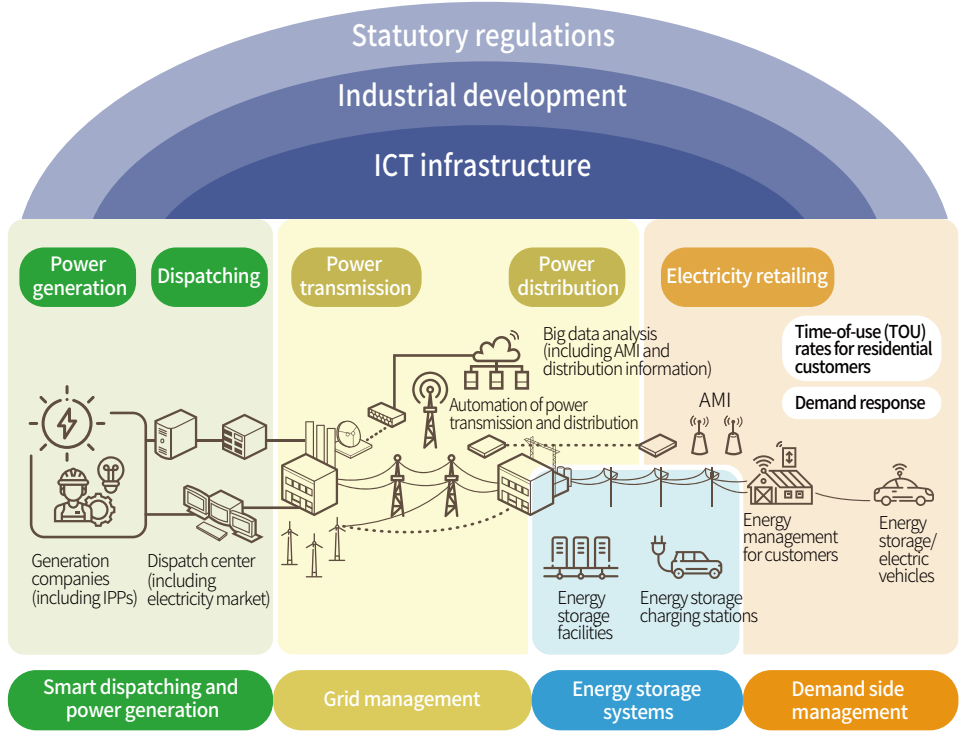 Statutory regulations
Industrial development
ICT infrastructure
Power
generation
Dispatching
Power
transmission
Power
distribution
Electricity retailing
Time-of-use (TOU)
rates for residential
customers
Demand response
Big data analysis
(including AMI and
distribution information)
Automation of power
transmission and distribution
AMI
Generation
companies
(including IPPs)
Dispatch center
(including
electricity market)
Energy
storage
facilities
Energy storage
charging stations
Energy
management
for customers
Energy
storage/
electric
vehicles
Smart dispatching and
power generation
Grid management
Energy storage
systems
Demand side
management